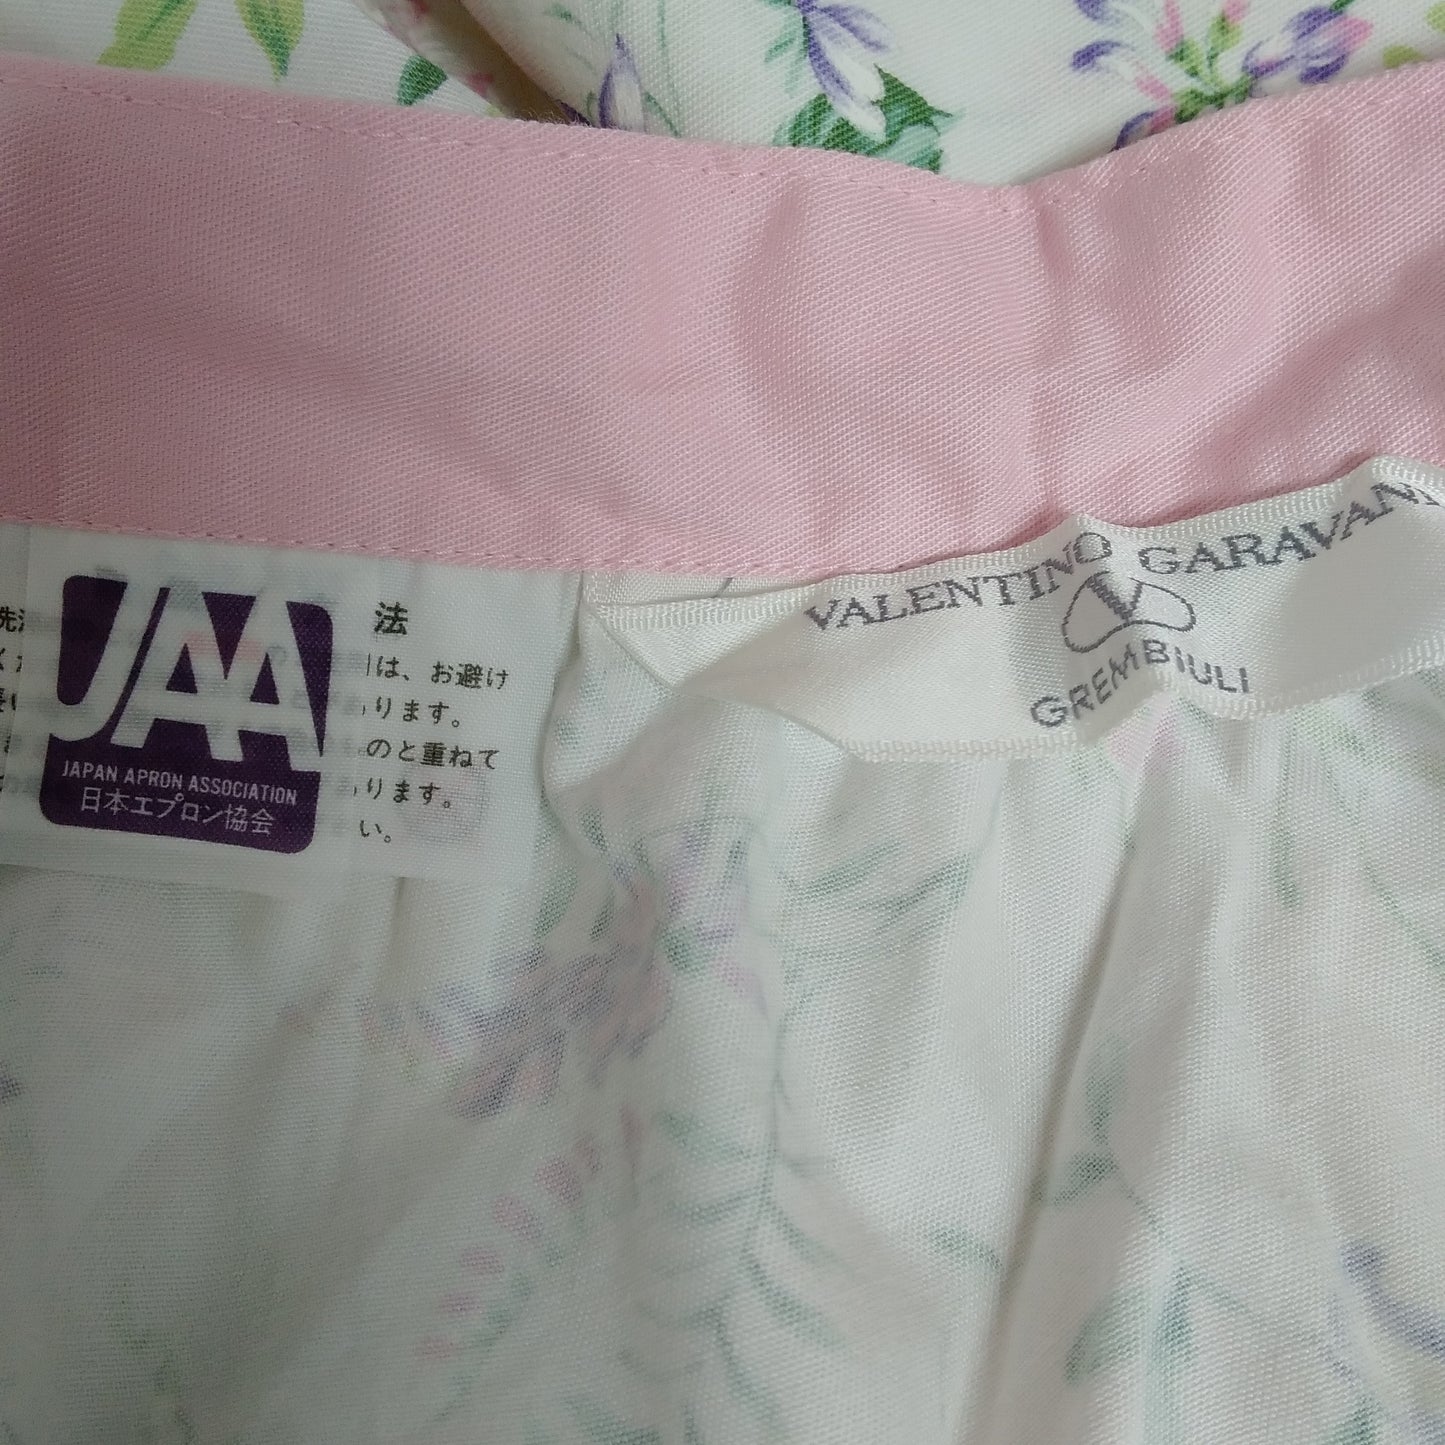 JAA
JAPAN APRON ASSOCIATION
日本エプロン協会
法
は、お避け
ります。
のと重ねて
ります。
い。
VALENTINO GARAVAN
V
GREMBIULI